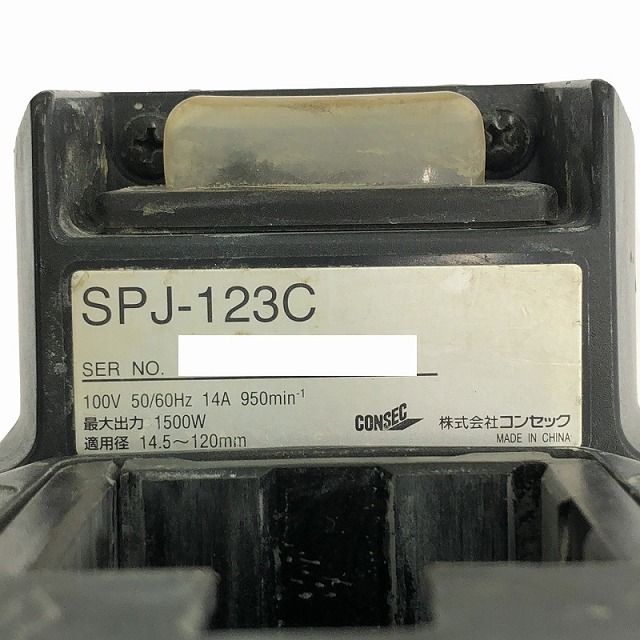 SPJ-123C
SER NO.
100V 50/60Hz 14A 950min⁻¹
最大出力 1500W
適用径 14.5～120mm
CONSEC 株式会社コンセック
MADE IN CHINA